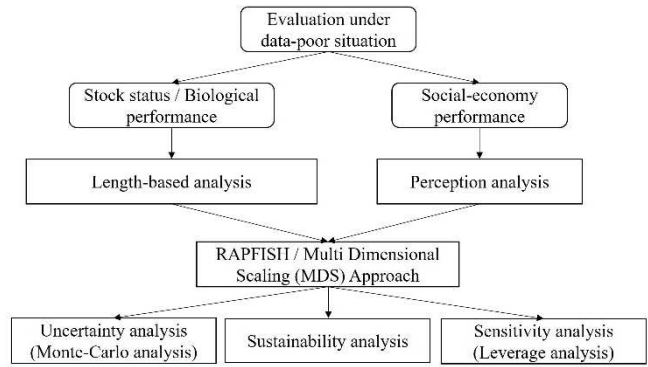 Evaluation under
data-poor situation
Stock status / Biological
performance
Social-economy
performance
Length-based analysis
Perception analysis
RAPFISH / Multi Dimensional
Scaling (MDS) Approach
Uncertainty analysis
(Monte-Carlo analysis)
Sustainability analysis
Sensitivity analysis
(Leverage analysis)